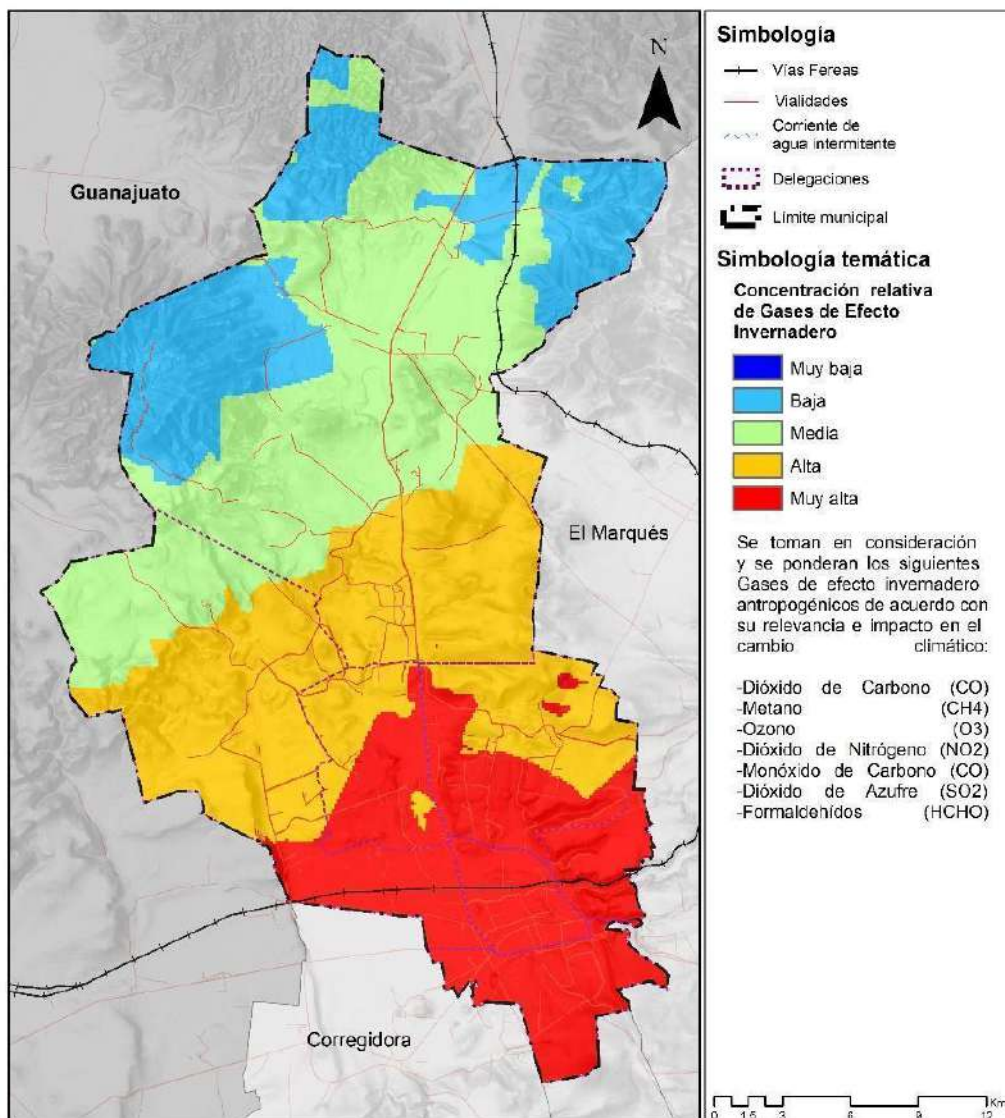 N
Guanajuato
El Marqués
Corregidora
Simbología
Vías Fereas
Vialidades
Corriente de
agua intermitente
Delegaciones
Límite municipal
Simbología temática
Concentración relativa
de Gases de Efecto
Invernadero
Muy baja
Baja
Media
Alta
Muy alta
Se toman en consideración
y se ponderan los siguientes
Gases de efecto invernadero
antropogénicos de acuerdo con
su relevancia e impacto en el
cambio climático:
-Dióxido de Carbono (CO)
-Metano (CH4)
-Ozono (O3)
-Dióxido de Nitrógeno (NO2)
-Monóxido de Carbono (CO)
-Dióxido de Azufre (SO2)
-Formaldehídos (HCHO)
Km
0 1.5 3 6 9 12